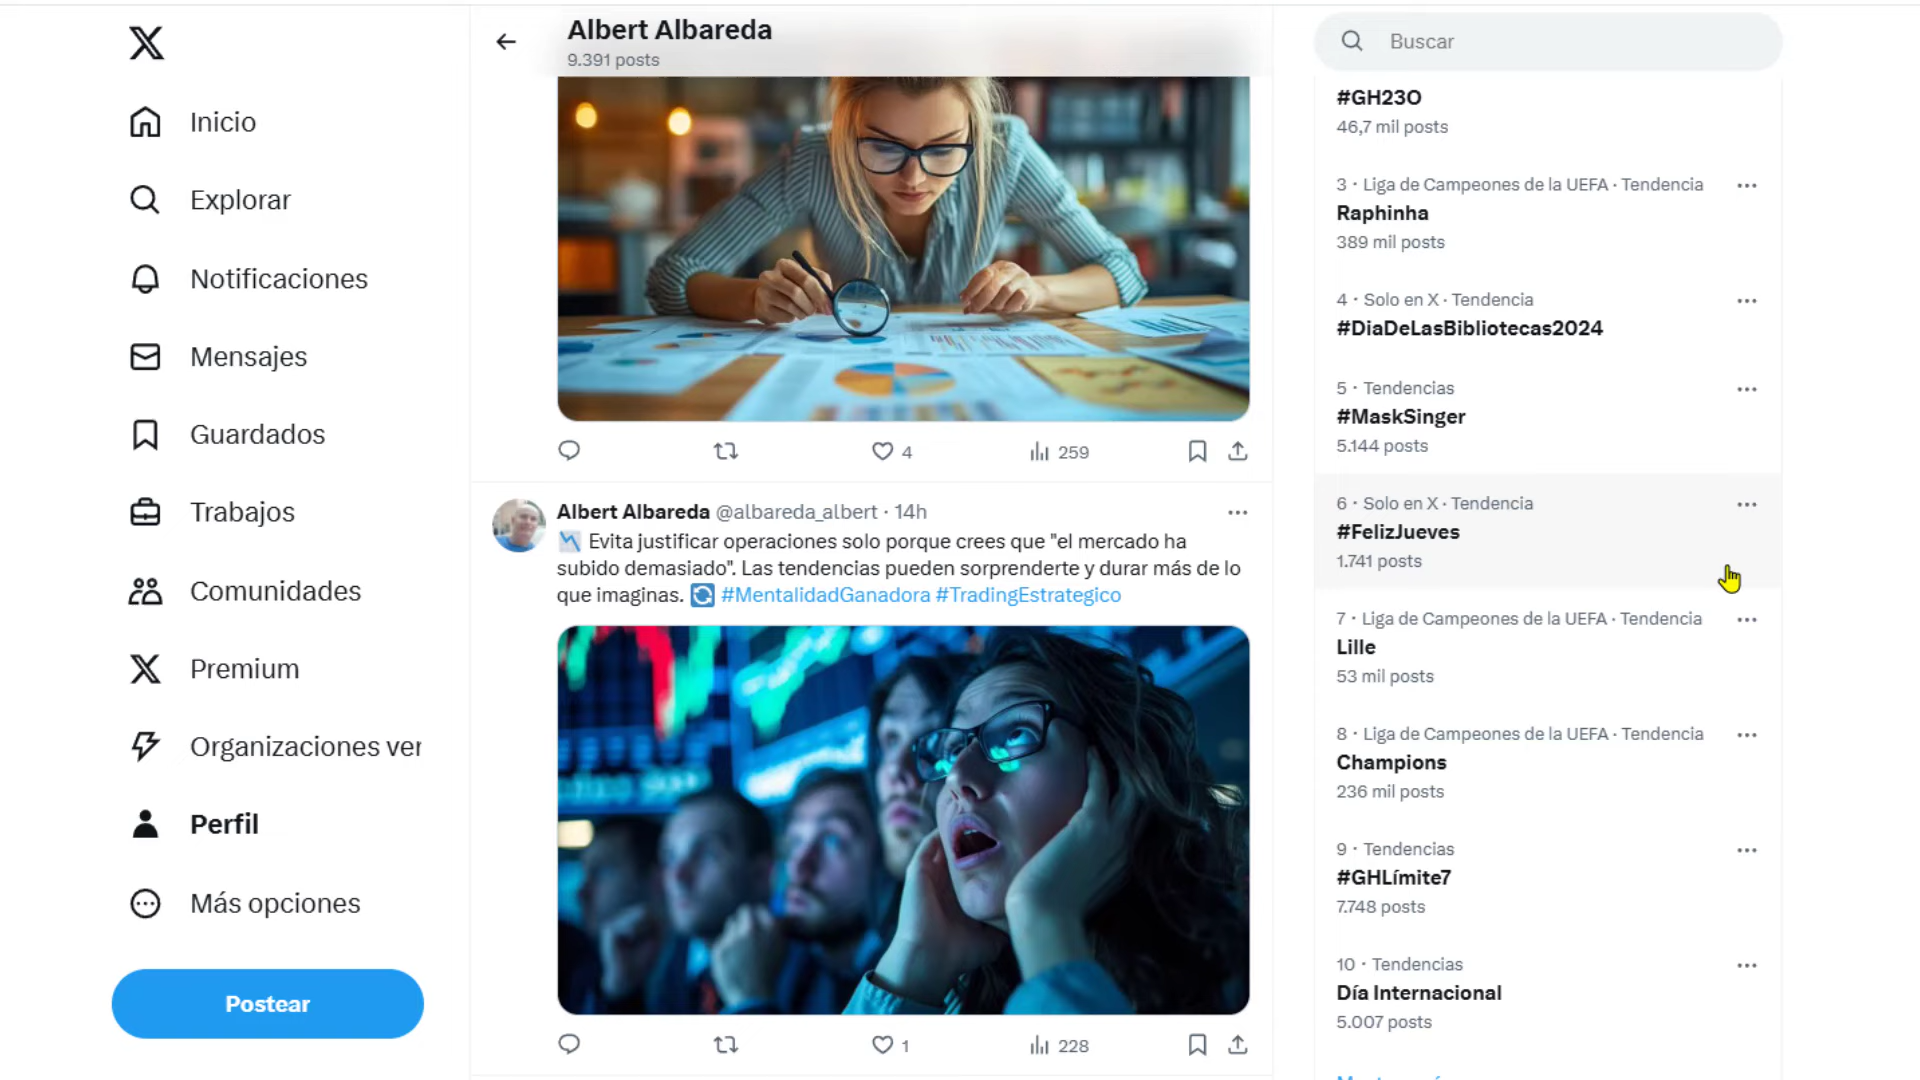 Inicio
Explorar
Notificaciones
Mensajes
Guardados
Trabajos
Comunidades
Premium
Organizaciones ver
Perfil
Más opciones
Postear
Albert Albareda
9.391 posts
4
259
Albert Albareda @albareda_albert · 14h
Evita justificar operaciones solo porque crees que "el mercado ha
subido demasiado". Las tendencias pueden sorprenderte y durar más de lo
que imaginas. #MentalidadGanadora #TradingEstrategico
1
228
Buscar
#GH23O
46,7 mil posts
3 · Liga de Campeones de la UEFA · Tendencia
Raphinha
389 mil posts
4 · Solo en X · Tendencia
#DiaDeLasBibliotecas2024
5 · Tendencias
#MaskSinger
5.144 posts
6 · Solo en X · Tendencia
#FelizJueves
1.741 posts
7 · Liga de Campeones de la UEFA · Tendencia
Lille
53 mil posts
8 · Liga de Campeones de la UEFA · Tendencia
Champions
236 mil posts
9 · Tendencias
#GHLímite7
7.748 posts
10 · Tendencias
Día Internacional
5.007 posts